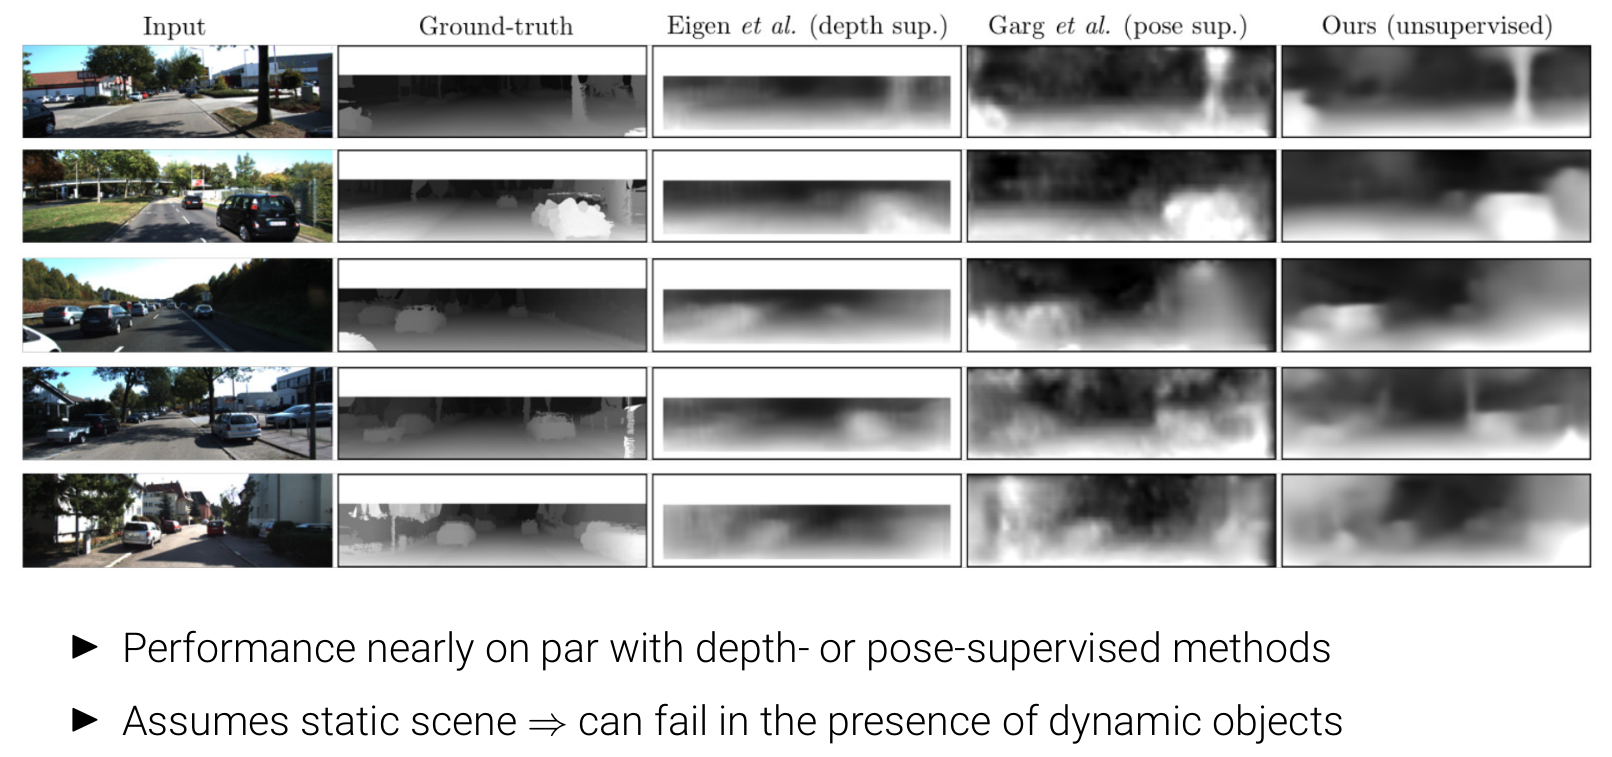 Input Ground-truth Eigen et al. (depth sup.) Garg et al. (pose sup.) Ours (unsupervised)
► Performance nearly on par with depth- or pose-supervised methods
► Assumes static scene ⇒ can fail in the presence of dynamic objects